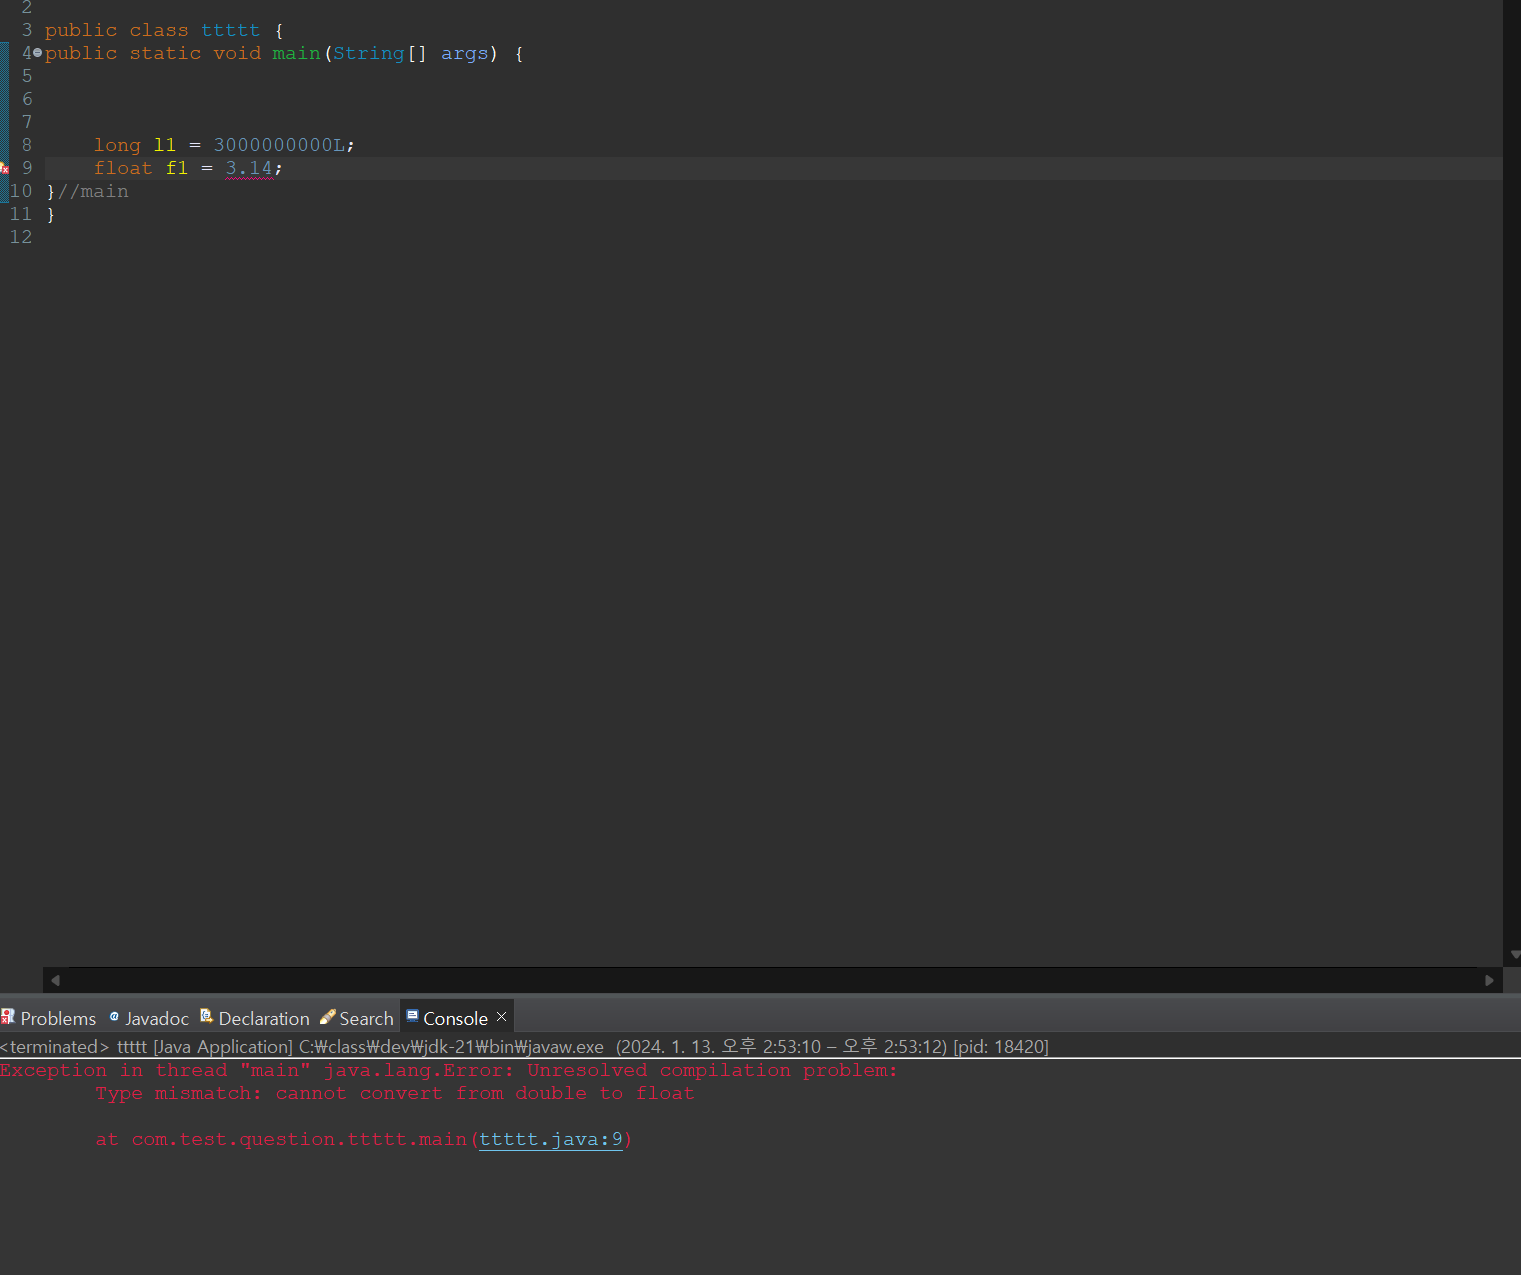 2
3 public class ttttt {
4 public static void main(String[] args) {
5
6
7
8 long l1 = 3000000000L;
9 float f1 = 3.14;
10 }//main
11 }
12
Problems @ Javadoc Declaration Search Console ×
<terminated> ttttt [Java Application] C:₩class₩dev₩jdk-21₩bin₩javaw.exe (2024. 1. 13. 오후 2:53:10 – 오후 2:53:12) [pid: 18420]
Exception in thread "main" java.lang.Error: Unresolved compilation problem:
Type mismatch: cannot convert from double to float
at com.test.question.ttttt.main(ttttt.java:9)